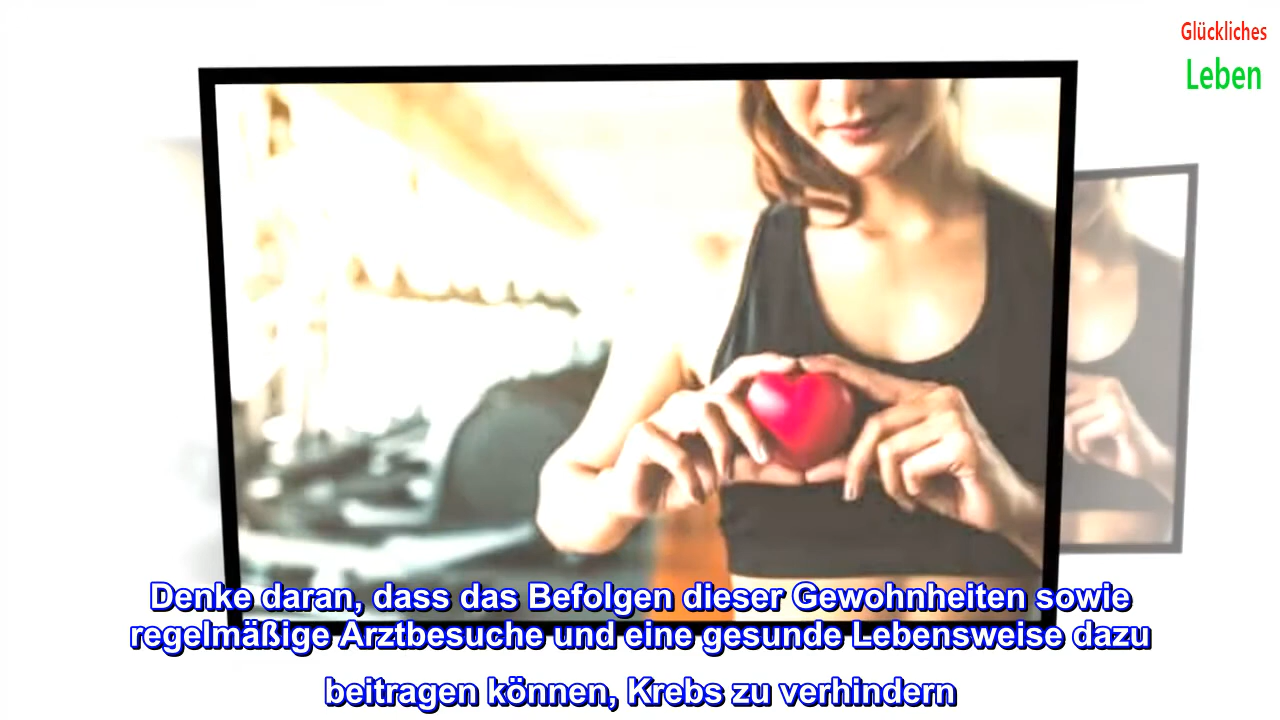 Glückliches
Leben
Denke daran, dass das Befolgen dieser Gewohnheiten sowie
regelmäßige Arztbesuche und eine gesunde Lebensweise dazu
beitragen können, Krebs zu verhindern